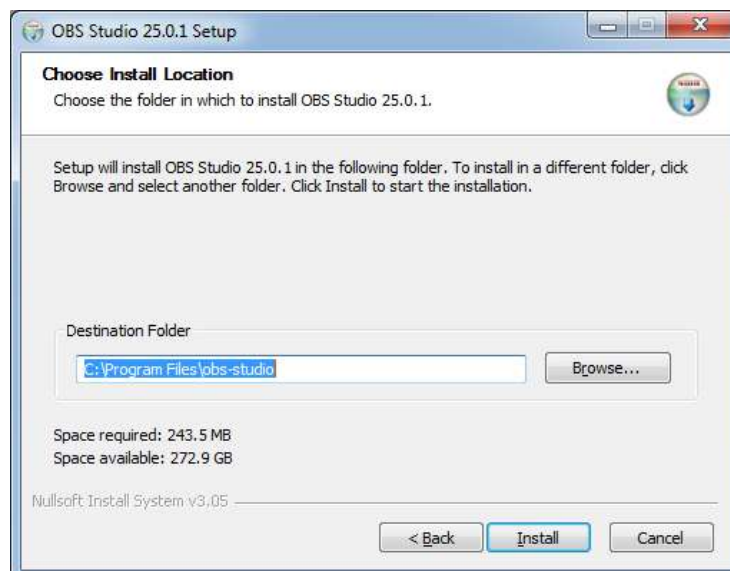 OBS Studio 25.0.1 Setup
Choose Install Location
Choose the folder in which to install OBS Studio 25.0.1.
Setup will install OBS Studio 25.0.1 in the following folder. To install in a different folder, click
Browse and select another folder. Click Install to start the installation.
Destination Folder
C:\Program Files\obs-studio
Browse...
Space required: 243.5 MB
Space available: 272.9 GB
Nullsoft Install System v3.05
< Back
Install
Cancel